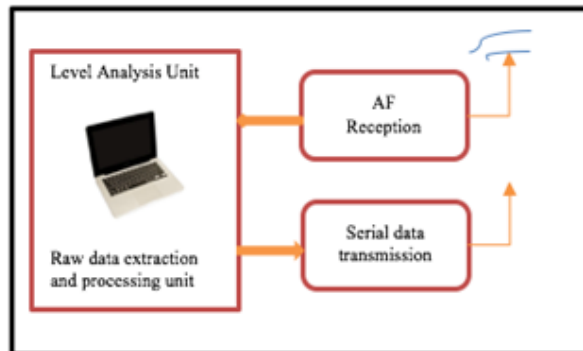 Level Analysis Unit
Raw data extraction
and processing unit
AF
Reception
Serial data
transmission